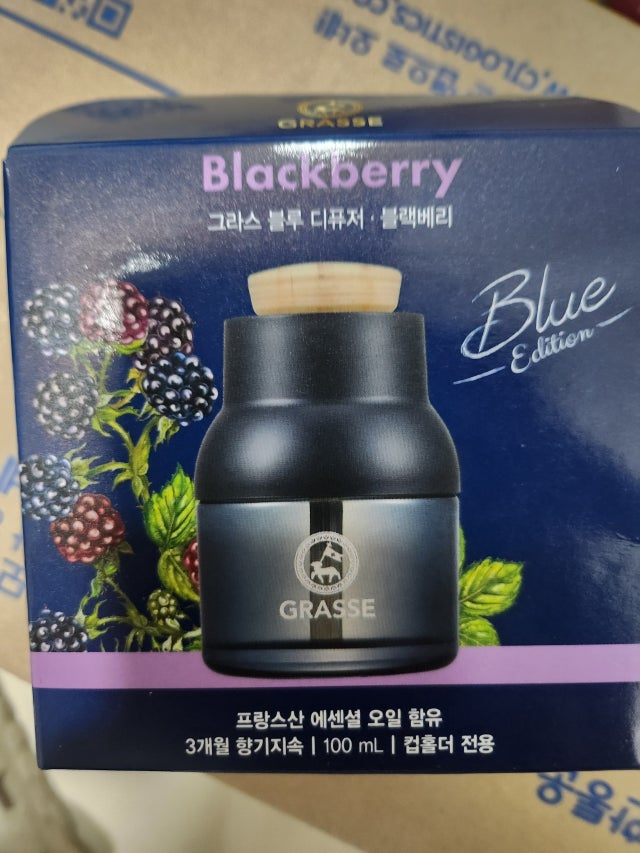 GRASSE
Blackberry
그라스 블루 디퓨저 · 블랙베리
Blue
Edition
GRASSE
프랑스산 에센셜 오일 함유
3개월 향기지속 | 100 mL | 컵홀더 전용
LOGISTICS.CO